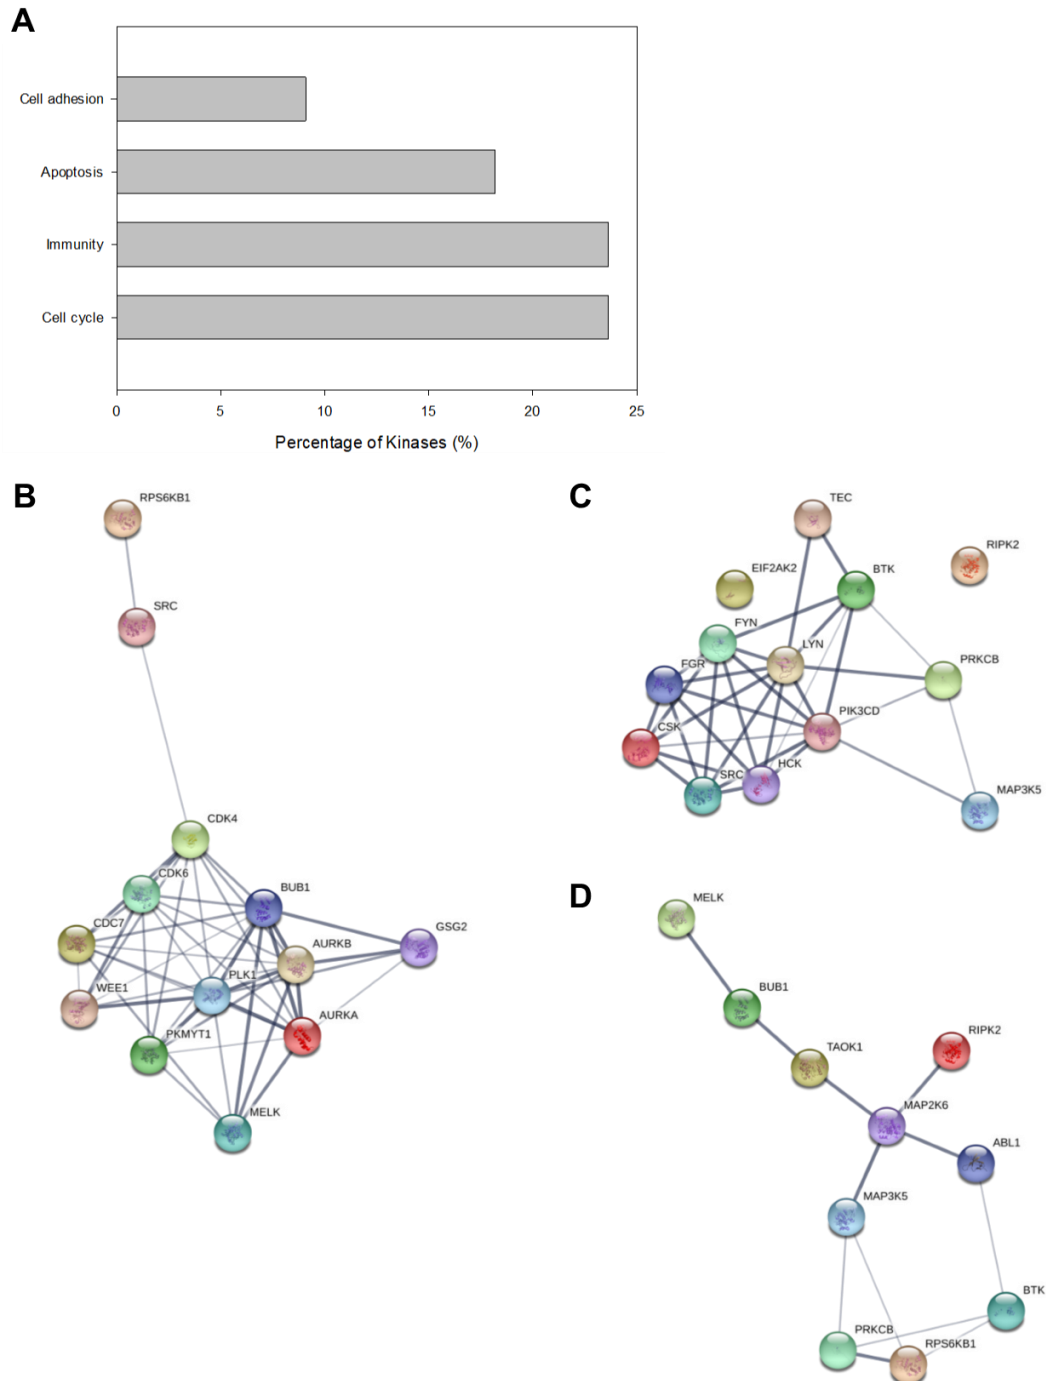 A
Cell adhesion
Apoptosis
Immunity
Cell cycle
0 5 10 15 20 25
Percentage of Kinases (%)
B
RPS6KB1
SRC
CDK4
CDK6
BUB1
CDC7
GSG2
AURKB
PLK1
WEE1
AURKA
PKMYT1
MELK
C
TEC
RIPK2
EIF2AK2
BTK
FYN
LYN
FGR
PRKCB
PIK3CD
CSK
HCK
SRC
MAP3K5
D
MELK
BUB1
RIPK2
TAOK1
MAP2K6
ABL1
MAP3K5
BTK
PRKCB
RPS6KB1